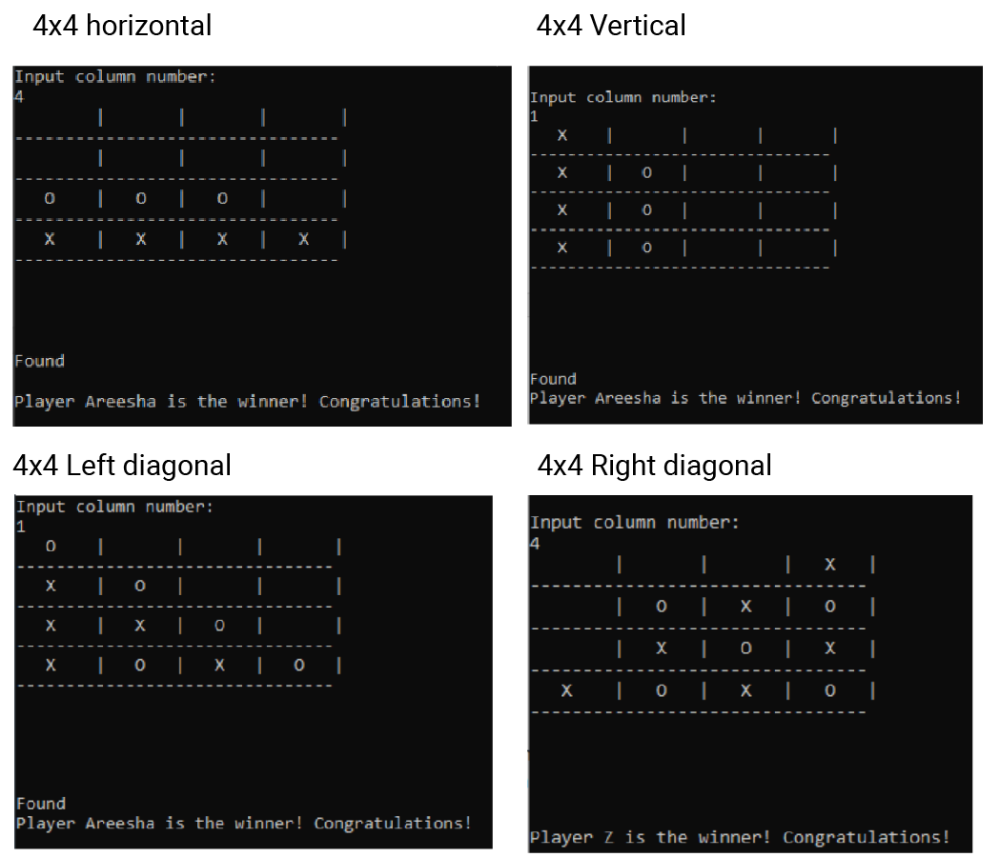 4x4 horizontal
Input column number:
4
| | | |
--------------------------------
| | | |
--------------------------------
O | O | O | |
--------------------------------
X | X | X | X |
--------------------------------
Found
Player Areesha is the winner! Congratulations!
4x4 Vertical
Input column number:
1
X | | | |
--------------------------------
X | O | | |
--------------------------------
X | O | | |
--------------------------------
X | O | | |
--------------------------------
Found
Player Areesha is the winner! Congratulations!
4x4 Left diagonal
Input column number:
1
O | | | |
--------------------------------
X | O | | |
--------------------------------
X | X | O | |
--------------------------------
X | O | X | O |
--------------------------------
Found
Player Areesha is the winner! Congratulations!
4x4 Right diagonal
Input column number:
4
| | | X |
--------------------------------
| O | X | O |
--------------------------------
| X | O | X |
--------------------------------
X | O | X | O |
--------------------------------
Player Z is the winner! Congratulations!